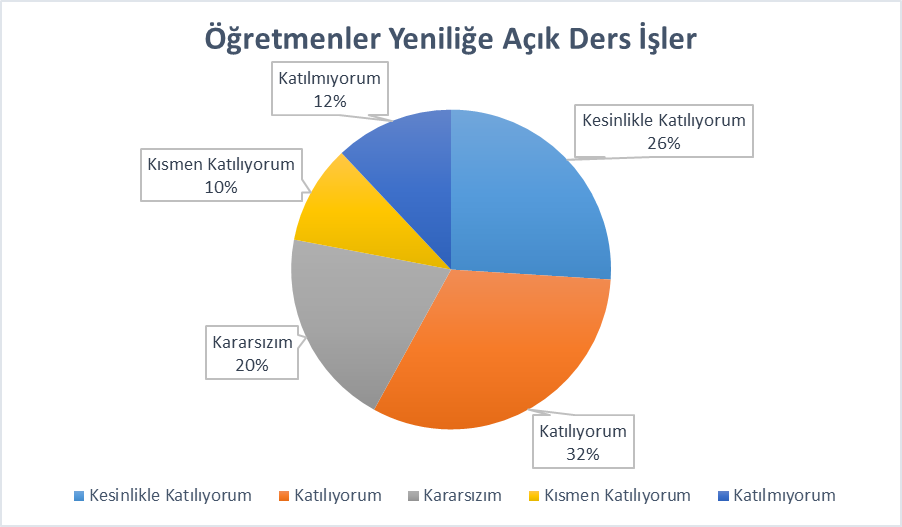 Öğretmenler Yeniliğe Açık Ders İşler
Katılmıyorum
12%
Kesinlikle Katılıyorum
26%
Kısmen Katılıyorum
10%
Kararsızım
20%
Katılıyorum
32%
Kesinlikle Katılıyorum Katılıyorum Kararsızım Kısmen Katılıyorum Katılmıyorum